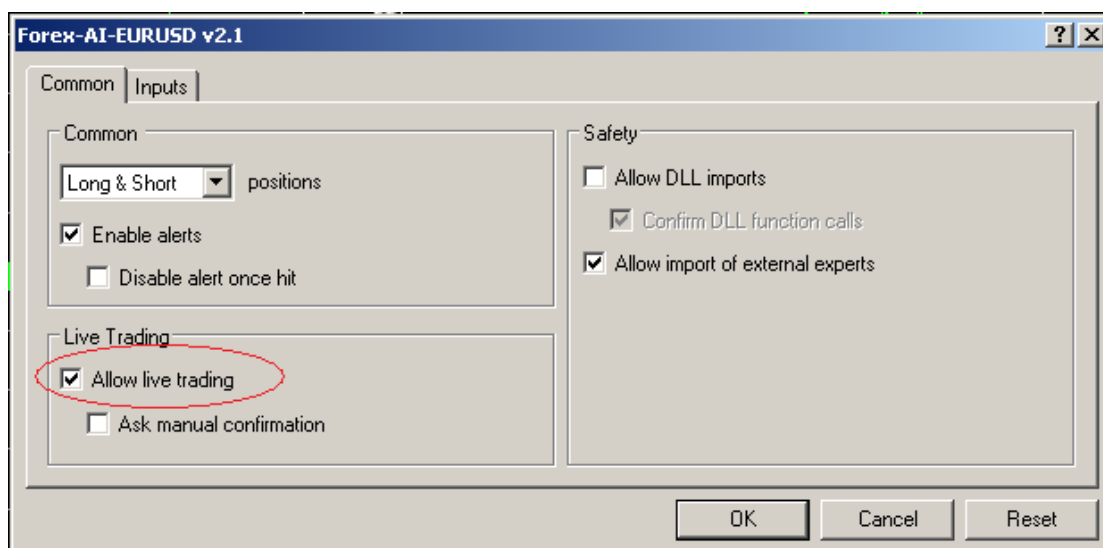 Forex-AI-EURUSD v2.1
Common
Inputs
Common
Long & Short
positions
Enable alerts
Disable alert once hit
Live Trading
Allow live trading
Ask manual confirmation
Safety
Allow DLL imports
Confirm DLL function calls
Allow import of external experts
OK
Cancel
Reset